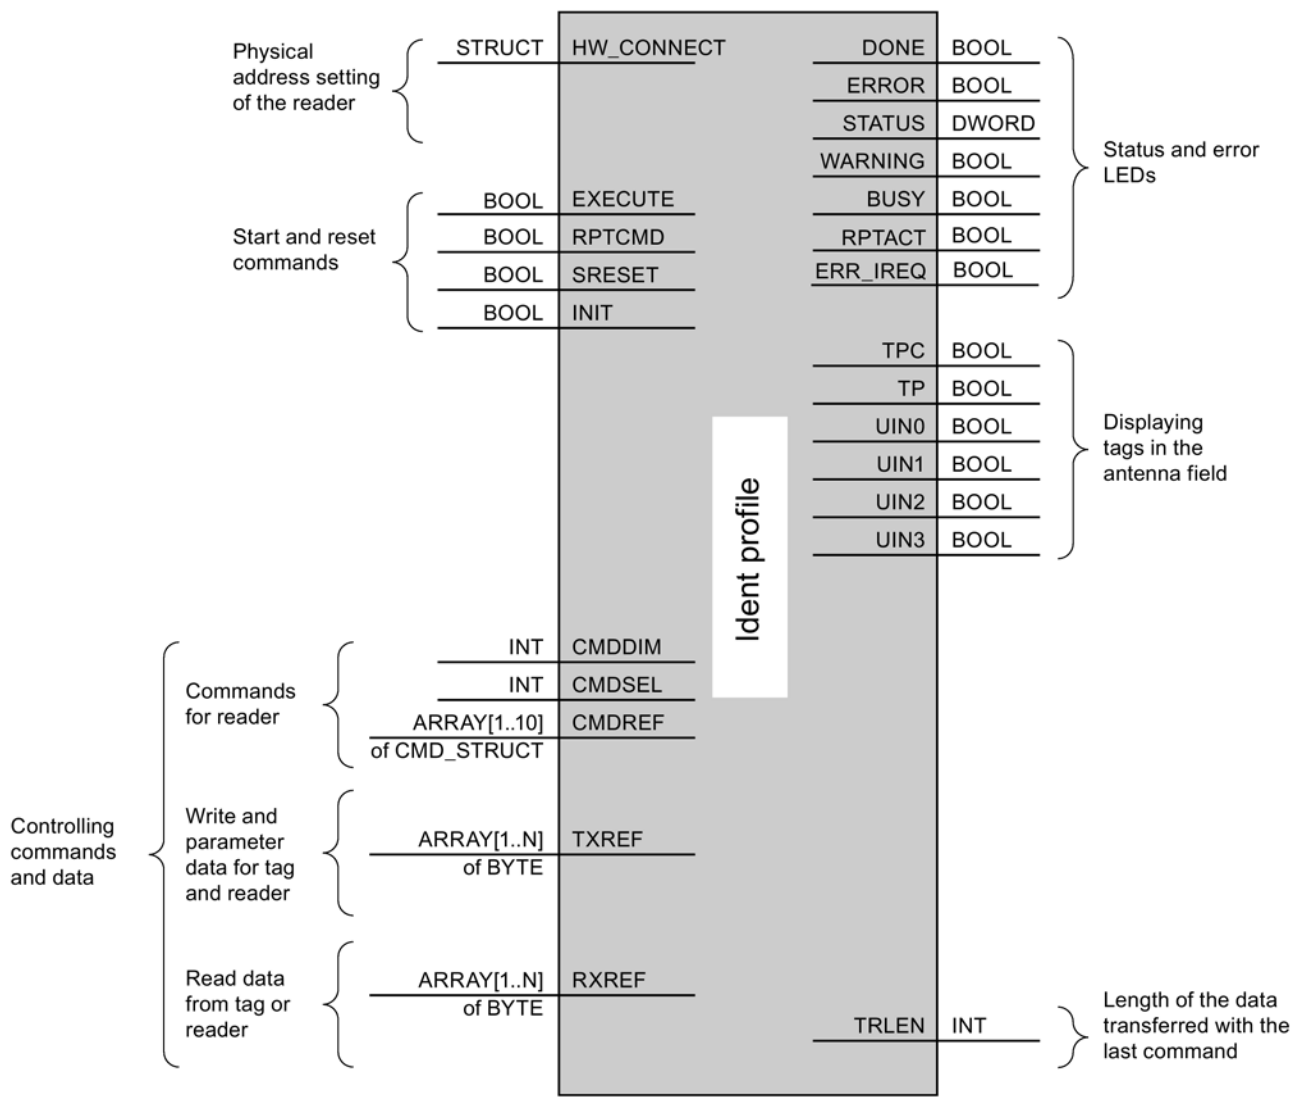 Physical
address setting
of the reader
STRUCT HW_CONNECT
Start and reset
commands
BOOL EXECUTE
BOOL RPTCMD
BOOL SRESET
BOOL INIT
DONE BOOL
ERROR BOOL
STATUS DWORD
WARNING BOOL
BUSY BOOL
RPTACT BOOL
ERR_IREQ BOOL
Status and error
LEDs
TPC BOOL
TP BOOL
UIN0 BOOL
UIN1 BOOL
UIN2 BOOL
UIN3 BOOL
Displaying
tags in the
antenna field
Ident profile
Controlling
commands
and data
Commands
for reader
INT CMDDIM
INT CMDSEL
ARRAY[1..10] CMDREF
of CMD_STRUCT
Write and
parameter
data for tag
and reader
ARRAY[1..N] TXREF
of BYTE
Read data
from tag or
reader
ARRAY[1..N] RXREF
of BYTE
TRLEN INT
Length of the data
transferred with the
last command